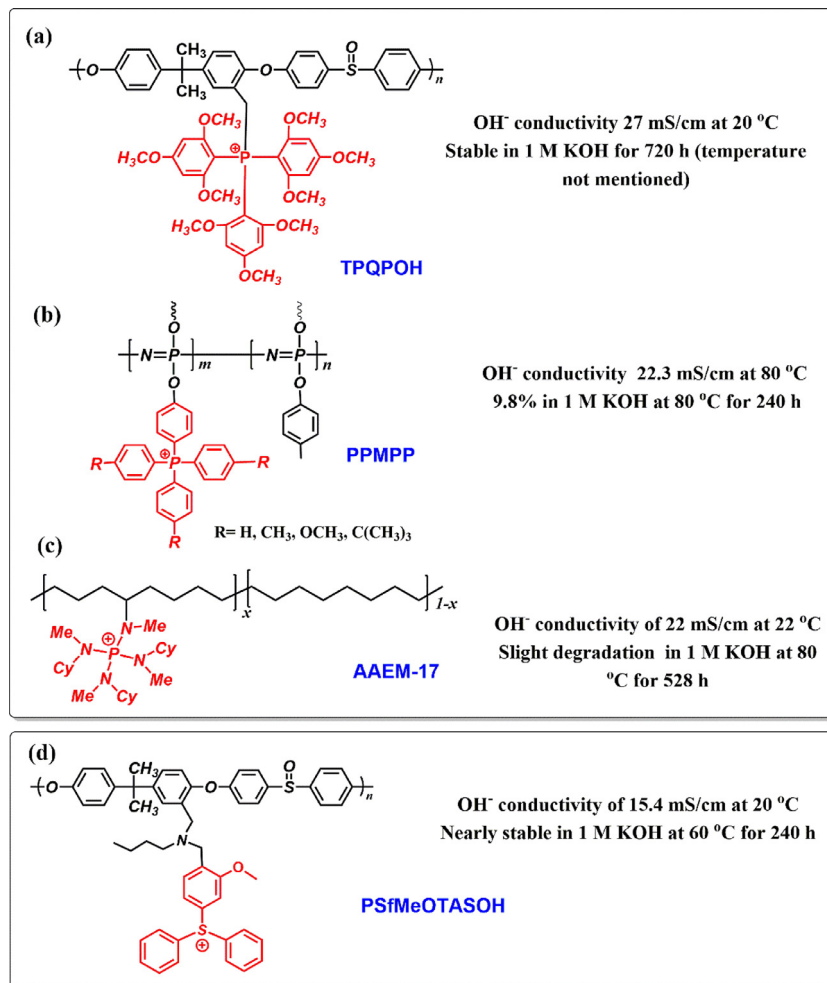 (a)
CH₃
O
O
O
S
n
CH₃
OCH₃ OCH₃
H₃CO
P
⊕
OCH₃
OCH₃ OCH₃
H₃CO OCH₃
OCH₃
TPQPOH
OH⁻ conductivity 27 mS/cm at 20 °C
Stable in 1 M KOH for 720 h (temperature
not mentioned)
(b)
O O
N=P m N=P n
O O
⊕
P
R R
R
PPMPP
R= H, CH₃, OCH₃, C(CH₃)₃
OH⁻ conductivity 22.3 mS/cm at 80 °C
9.8% in 1 M KOH at 80 °C for 240 h
(c)
x 1-x
Me N Me
N ⊕ Cy
Cy P N
N Me
Me Cy
AAEM-17
OH⁻ conductivity of 22 mS/cm at 22 °C
Slight degradation in 1 M KOH at 80
°C for 528 h
(d)
CH₃ O
O O S n
CH₃
N
O
S
⊕
PSfMeOTASOH
OH⁻ conductivity of 15.4 mS/cm at 20 °C
Nearly stable in 1 M KOH at 60 °C for 240 h